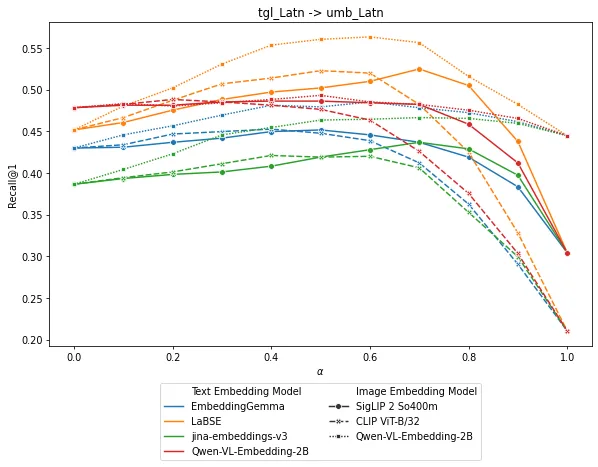 tgl_Latn -> umb_Latn
Recall@1
0.55
0.50
0.45
0.40
0.35
0.30
0.25
0.20
0.0 0.2 0.4 0.6 0.8 1.0
α
Text Embedding Model
EmbeddingGemma
LaBSE
jina-embeddings-v3
Qwen-VL-Embedding-2B
Image Embedding Model
SigLIP 2 So400m
CLIP ViT-B/32
Qwen-VL-Embedding-2B